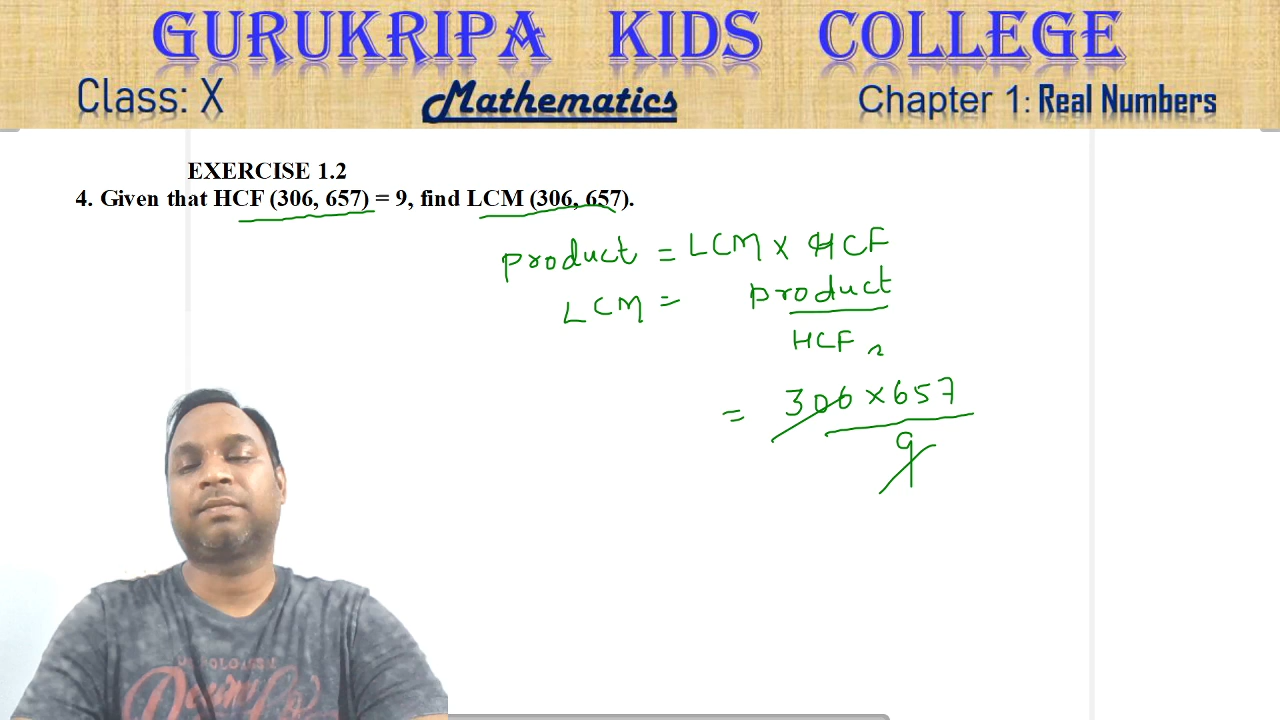 GURUKRIPA KIDS COLLEGE
Class: X Mathematics Chapter 1: Real Numbers
EXERCISE 1.2
4. Given that HCF (306, 657) = 9, find LCM (306, 657).
product = LCM × HCF
LCM = product
HCF
= 306 × 657
9